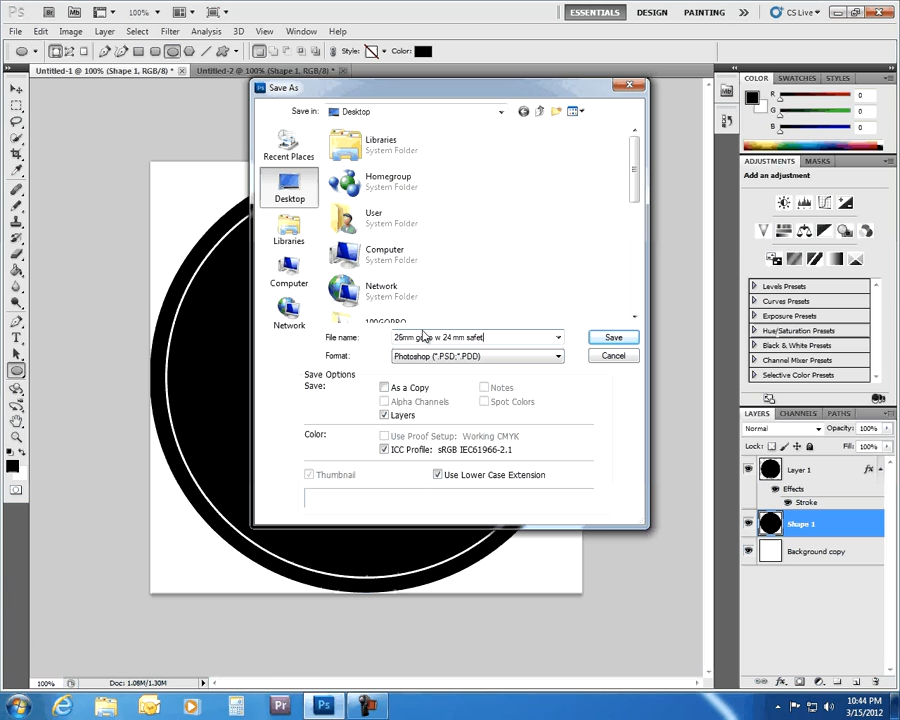 Ps Br Mb 100% ESSENTIALS DESIGN PAINTING CS Live
File Edit Image Layer Select Filter Analysis 3D View Window Help
Style: Color:
Untitled-1 @ 100% (Shape 1, RGB/8) * Untitled-2 @ 100% (Shape 1, RGB/8) *
COLOR SWATCHES STYLES
R 0
G 0
B 0
ADJUSTMENTS MASKS
Add an adjustment
Levels Presets
Curves Presets
Exposure Presets
Hue/Saturation Presets
Black & White Presets
Channel Mixer Presets
Selective Color Presets
LAYERS CHANNELS PATHS
Normal Opacity: 100%
Lock: Fill: 100%
Layer 1 fx
Effects
Stroke
Shape 1
Background copy
Save As
Save in: Desktop
Recent Places
Desktop
Libraries
Computer
Network
Libraries
System Folder
Homegroup
System Folder
User
System Folder
Computer
System Folder
Network
System Folder
File name: 26mm w 24 mm safet
Save
Format: Photoshop (*.PSD;*.PDD)
Cancel
Save Options
Save: As a Copy Notes
Alpha Channels Spot Colors
Layers
Color: Use Proof Setup: Working CMYK
ICC Profile: sRGB IEC61966-2.1
Thumbnail Use Lower Case Extension
100% Doc: 1.08M/1.30M
Pr Ps
10:44 PM
3/15/2012